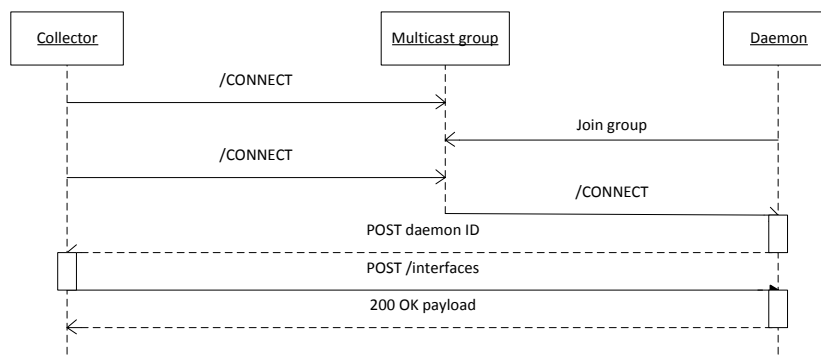 Collector
Multicast group
Daemon
/CONNECT
Join group
/CONNECT
/CONNECT
POST daemon ID
POST /interfaces
200 OK payload